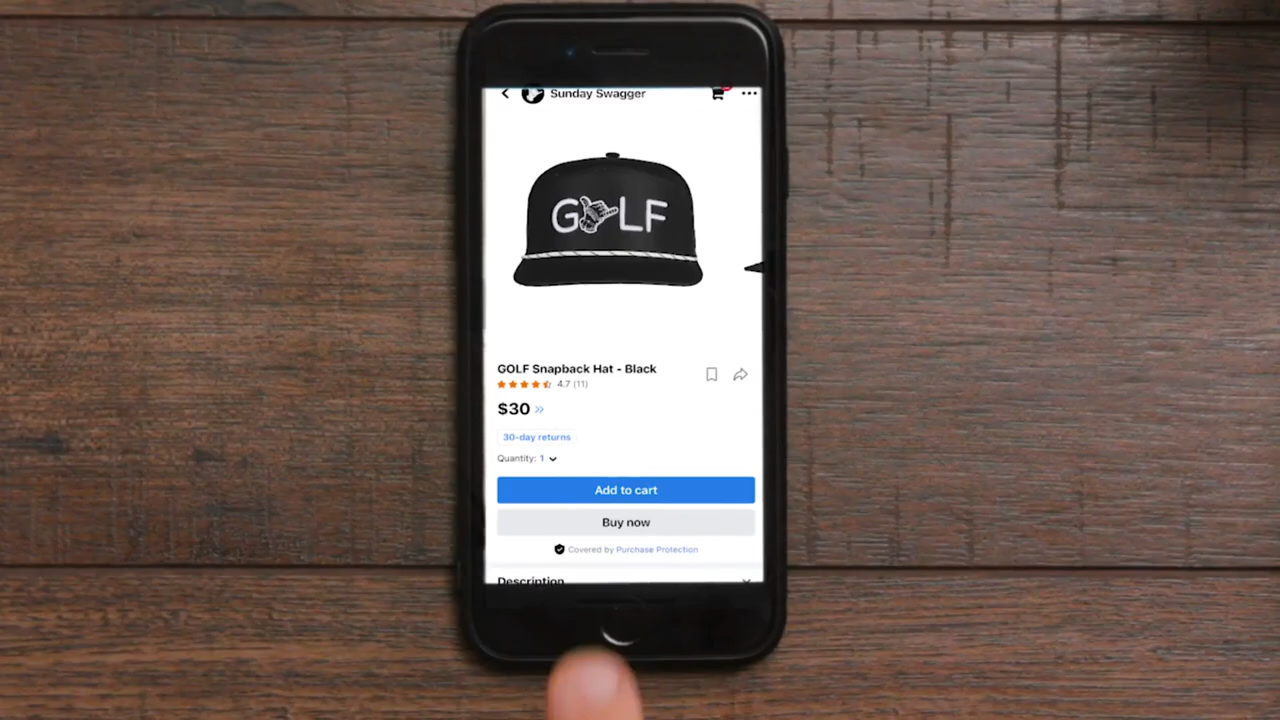 Sunday Swagger
G LF
GOLF Snapback Hat - Black
4.7 (11)
$30 »
30-day returns
Quantity: 1
Add to cart
Buy now
Covered by Purchase Protection
Description